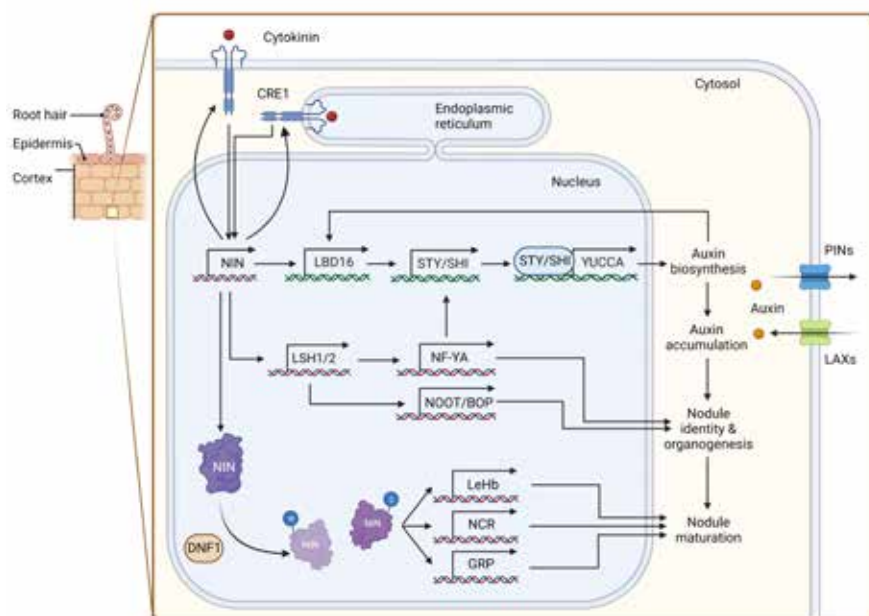 Cytokinin
Cytosol
CRE1
Root hair
Endoplasmic
reticulum
Epidermis
Cortex
Nucleus
NIN
LBD16
STY/SHI
STY/SHI
YUCCA
Auxin
biosynthesis
PINs
Auxin
Auxin
accumulation
LAXs
LSH1/2
NF-YA
NOOT/BOP
Nodule
identity &
organogenesis
NIN
LeHb
NIN
NCR
Nodule
maturation
DNF1
NIN
GRP